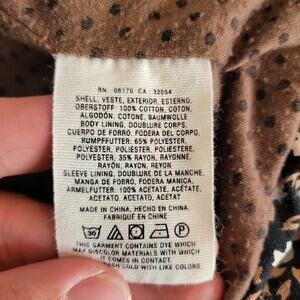 RN 66170 CA 32054
SHELL, VESTE, EXTERIOR, ESTERNO,
OBERSTOFF: 100% COTTON, COTON,
ALGODÓN, COTONE, BAUMWOLLE
BODY LINING, DOUBLURE CORPS,
CUERPO DE FORRO, FODERA DEL CORPO,
RUMPFFUTTER: 65% POLYESTER,
POLYESTER, POLIÉSTER, POLIESTERE,
POLYESTER, 35% RAYON, RAYONNE,
RAYÓN, RAYON, RAYON
SLEEVE LINING, DOUBLURE DE LA MANCHE,
MANGA DE FORRO, FODERA MANICA,
ÄRMELFUTTER: 100% ACETATE, ACÉTATE,
ACETATO, ACETATO, ACETAT
MADE IN CHINA, HECHO EN CHINA,
FABRIQUÉ EN CHINE
30
P
THIS GARMENT CONTAINS DYE WHICH
MAY DISCOLOR MATERIALS WITH WHICH
IT COMES IN CONTACT
WASH COLD WITH LIKE COLORS.